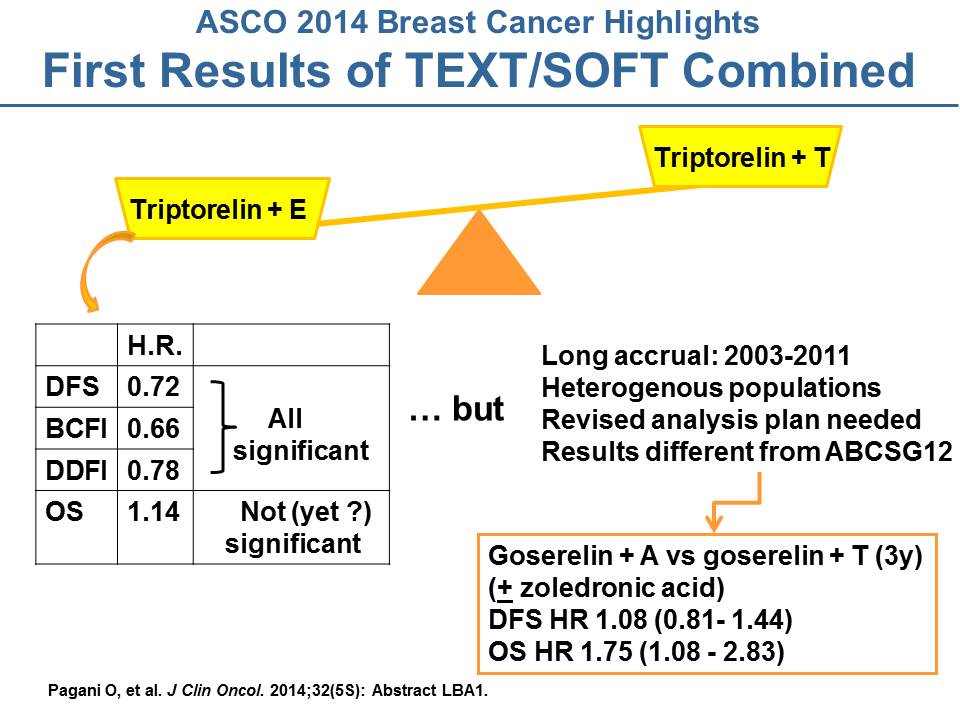 ASCO 2014 Breast Cancer Highlights
First Results of TEXT/SOFT Combined
Triptorelin + T
Triptorelin + E
H.R.
DFS 0.72
BCFI 0.66
DDFI 0.78
All
significant
OS 1.14
Not (yet ?)
significant
… but
Long accrual: 2003-2011
Heterogenous populations
Revised analysis plan needed
Results different from ABCSG12
Goserelin + A vs goserelin + T (3y)
(+ zoledronic acid)
DFS HR 1.08 (0.81- 1.44)
OS HR 1.75 (1.08 - 2.83)
Pagani O, et al. J Clin Oncol. 2014;32(5S): Abstract LBA1.